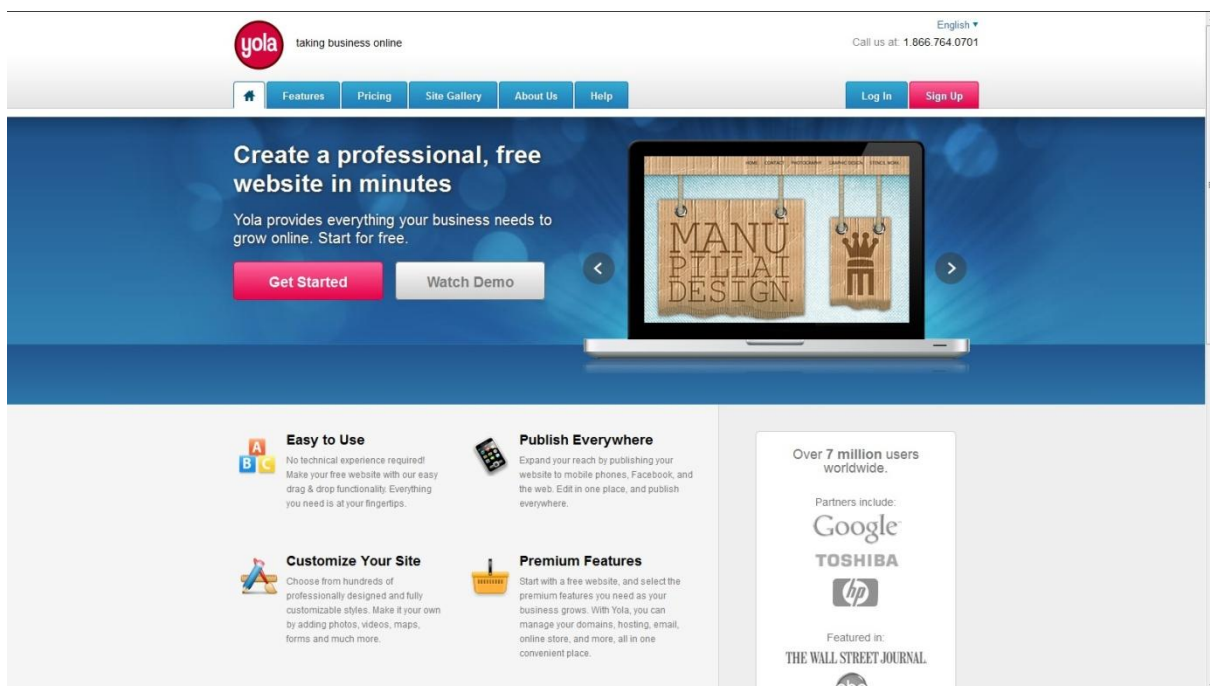 yola
taking business online
English ▾
Call us at: 1.866.764.0701
Features
Pricing
Site Gallery
About Us
Help
Log In
Sign Up
Create a professional, free
website in minutes
Yola provides everything your business needs to
grow online. Start for free.
Get Started
Watch Demo
HOME CONTACT PHOTOGRAPHY GRAPHIC DESIGN STENCIL WORK
MANU
PILLAI
DESIGN.
Easy to Use
No technical experience required!
Make your free website with our easy
drag & drop functionality. Everything
you need is at your fingertips.
Publish Everywhere
Expand your reach by publishing your
website to mobile phones, Facebook, and
the web. Edit in one place, and publish
everywhere.
Customize Your Site
Choose from hundreds of
professionally designed and fully
customizable styles. Make it your own
by adding photos, videos, maps,
forms and much more.
Premium Features
Start with a free website, and select the
premium features you need as your
business grows. With Yola, you can
manage your domains, hosting, email,
online store, and more, all in one
convenient place.
A
B C
Over 7 million users
worldwide.
Partners include:
Google
TOSHIBA
hp
Featured in:
THE WALL STREET JOURNAL.